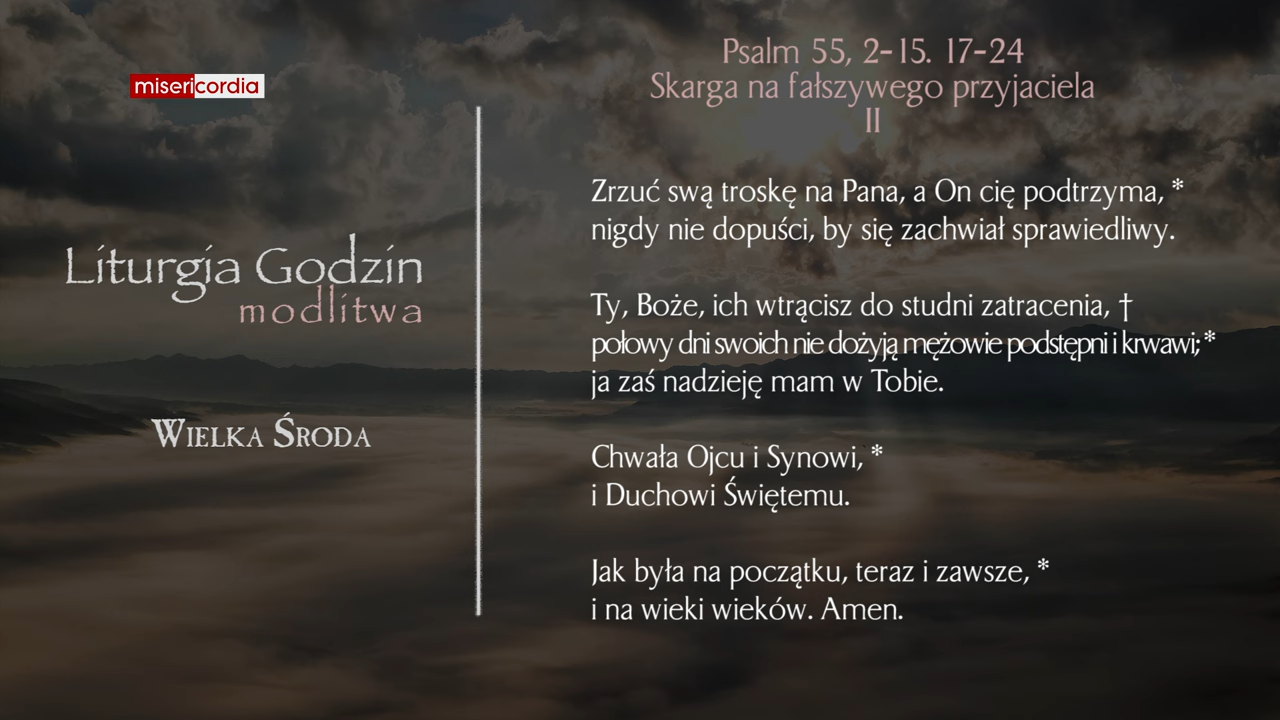 misericordia
Liturgia Godzin
modlitwa
Wielka Środa
Psalm 55, 2-15. 17-24
Skarga na fałszywego przyjaciela
II
Zrzuć swą troskę na Pana, a On cię podtrzyma, *
nigdy nie dopuści, by się zachwiał sprawiedliwy.
Ty, Boże, ich wtrącisz do studni zatracenia, †
połowy dni swoich nie dożyją mężowie podstępni i krwawi; *
ja zaś nadzieję mam w Tobie.
Chwała Ojcu i Synowi, *
i Duchowi Świętemu.
Jak była na początku, teraz i zawsze, *
i na wieki wieków. Amen.